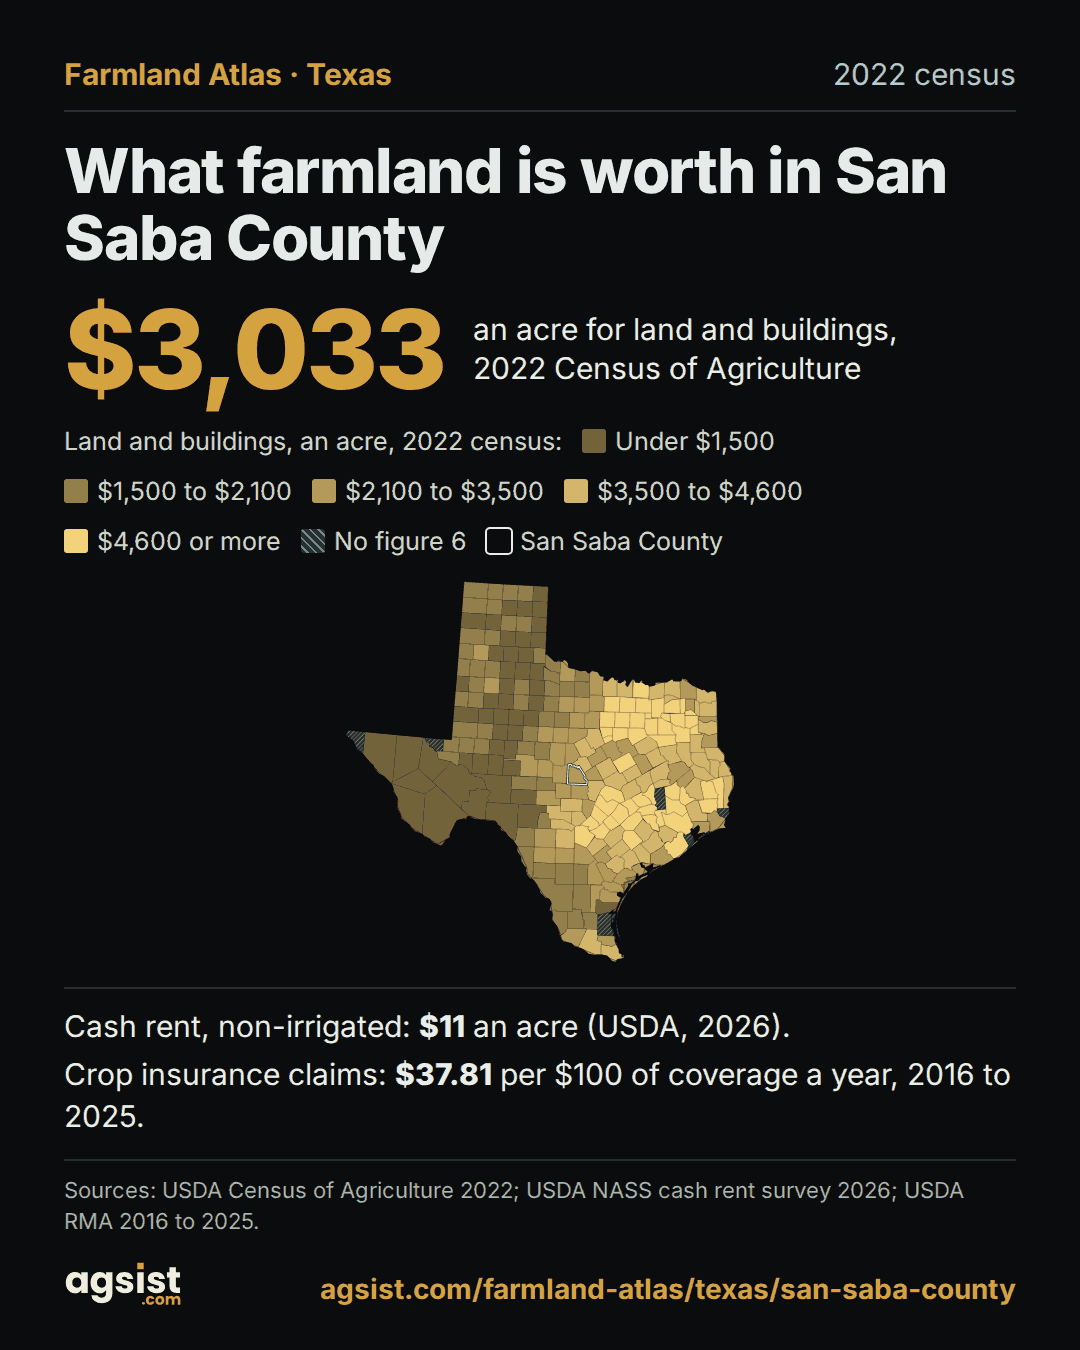 Farmland Atlas · Texas
2022 census
What farmland is worth in San
Saba County
$3,033
an acre for land and buildings,
2022 Census of Agriculture
Land and buildings, an acre, 2022 census: Under $1,500
$1,500 to $2,100 $2,100 to $3,500 $3,500 to $4,600
$4,600 or more No figure 6 San Saba County
Cash rent, non-irrigated: $11 an acre (USDA, 2026).
Crop insurance claims: $37.81 per $100 of coverage a year, 2016 to
2025.
Sources: USDA Census of Agriculture 2022; USDA NASS cash rent survey 2026; USDA
RMA 2016 to 2025.
agsist
.com
agsist.com/farmland-atlas/texas/san-saba-county